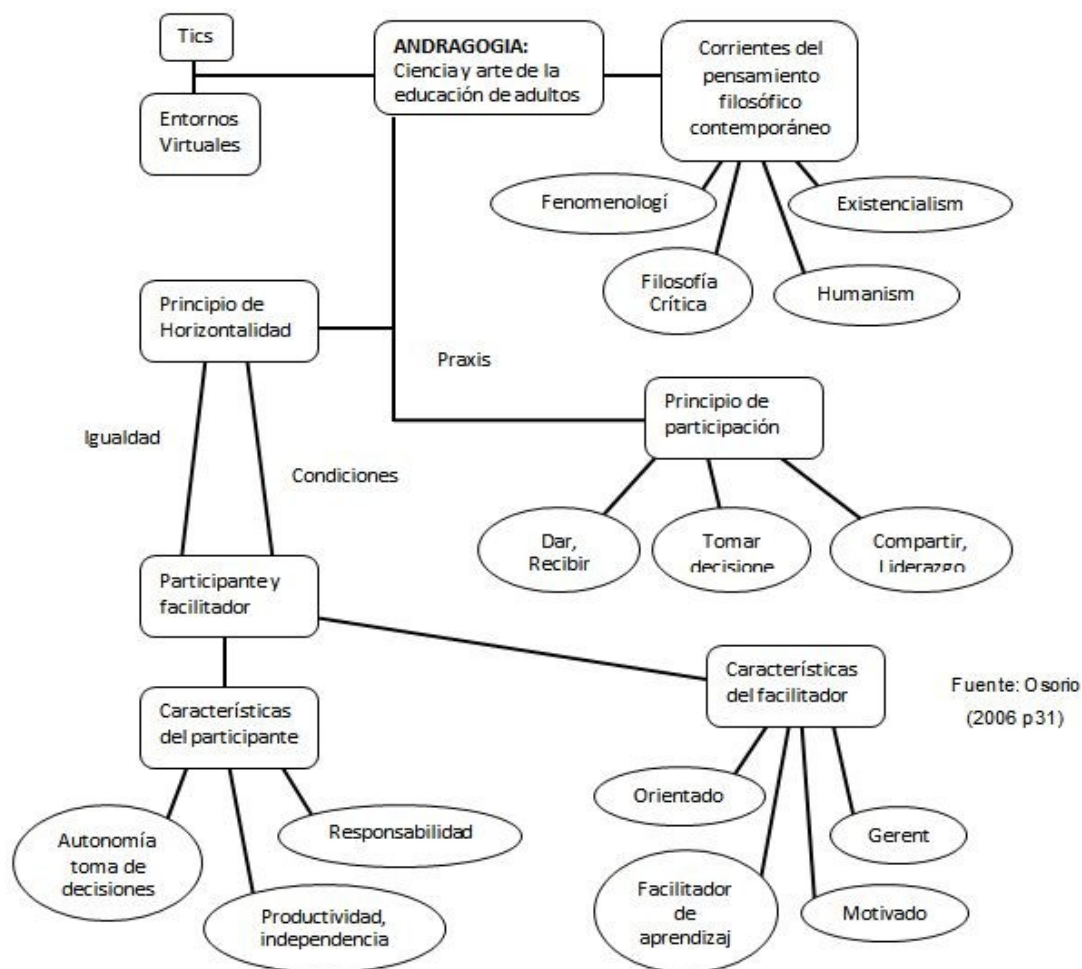 Tics
ANDRAGOGIA:
Ciencia y arte de la
educación de adultos
Corrientes del
pensamiento
filosófico
contemporáneo
Entornos
Virtuales
Fenomenologí
Existencialism
Filosofía
Crítica
Humanism
Principio de
Horizontalidad
Praxis
Principio de
participación
Igualdad
Condiciones
Dar,
Recibir
Tomar
decisione
Compartir,
Liderazgo
Participante y
facilitador
Características
del participante
Características
del facilitador
Fuente: Osorio
(2006 p31)
Autonomía
toma de
decisiones
Responsabilidad
Productividad,
independencia
Orientado
Gerent
Facilitador
de
aprendizaj
Motivado